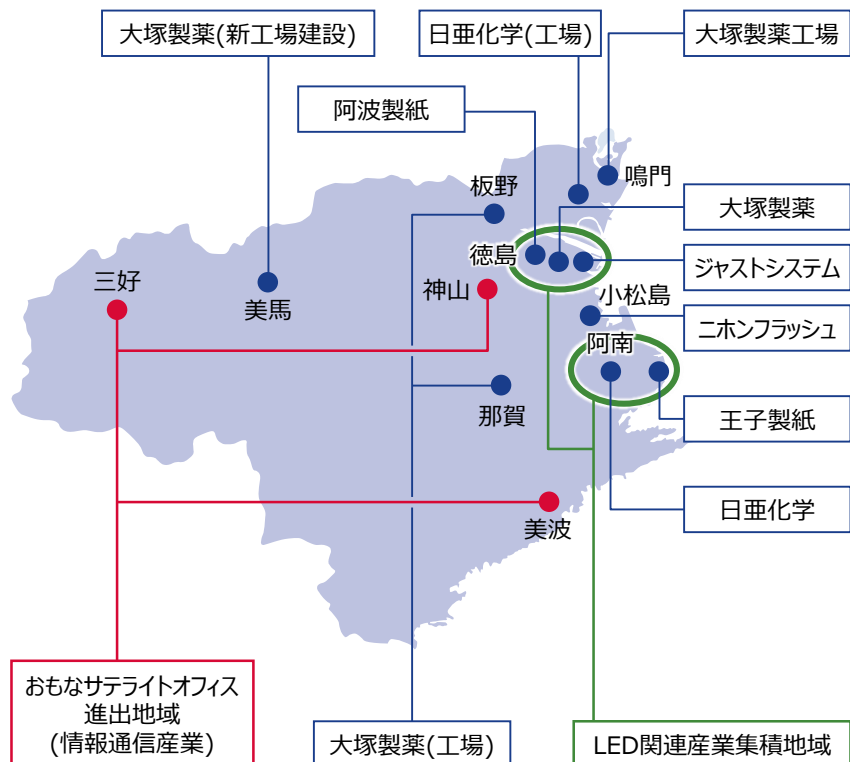 大塚製薬(新工場建設)
日亜化学(工場)
大塚製薬工場
阿波製紙
鳴門
板野
大塚製薬
徳島
ジャストシステム
三好
美馬
神山
小松島
ニホンフラッシュ
阿南
那賀
王子製紙
日亜化学
美波
おもなサテライトオフィス
進出地域
(情報通信産業)
大塚製薬(工場)
LED関連産業集積地域